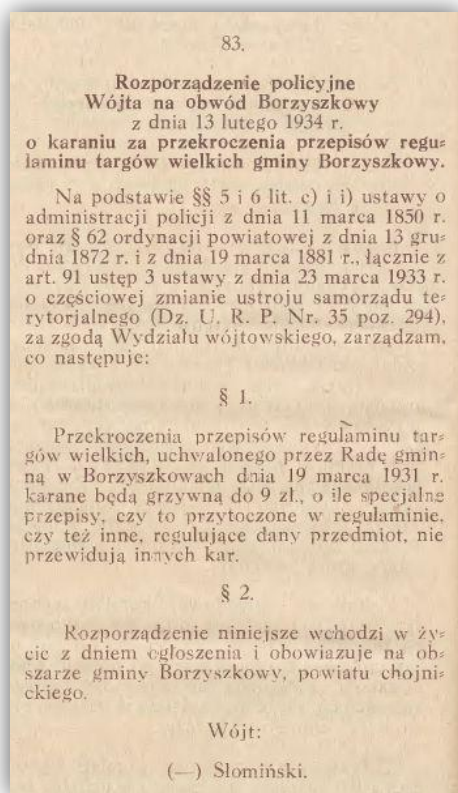 83.
Rozporządzenie policyjne
Wójta na obwód Borzyszkowy
z dnia 13 lutego 1934 r.
o karaniu za przekroczenia przepisów regu=
laminu targów wielkich gminy Borzyszkowy.
Na podstawie §§ 5 i 6 lit. c) i i) ustawy o
administracji policji z dnia 11 marca 1850 r.
oraz § 62 ordynacji powiatowej z dnia 13 gru=
dnia 1872 r. i z dnia 19 marca 1881 r., łącznie z
art. 91 ustęp 3 ustawy z dnia 23 marca 1933 r.
o częściowej zmianie ustroju samorządu te=
rytorjalnego (Dz. U. R. P. Nr. 35 poz. 294),
za zgodą Wydziału wójtowskiego, zarządzam,
co następuje:
§ 1.
Przekroczenia przepisów regulaminu tar=
gów wielkich, uchwalonego przez Radę gmin=
ną w Borzyszkowach dnia 19 marca 1931 r.
karane będą grzywną do 9 zł., o ile specjalne
przepisy, czy to przytoczone w regulaminie,
czy też inne, regulujące dany przedmiot, nie
przewidują innych kar.
§ 2.
Rozporządzenie niniejsze wchodzi w ży=
cie z dniem ogłoszenia i obowiązuje na ob=
szarze gminy Borzyszkowy, powiatu chojni=
ckiego.
Wójt:
(—) Słomiński.